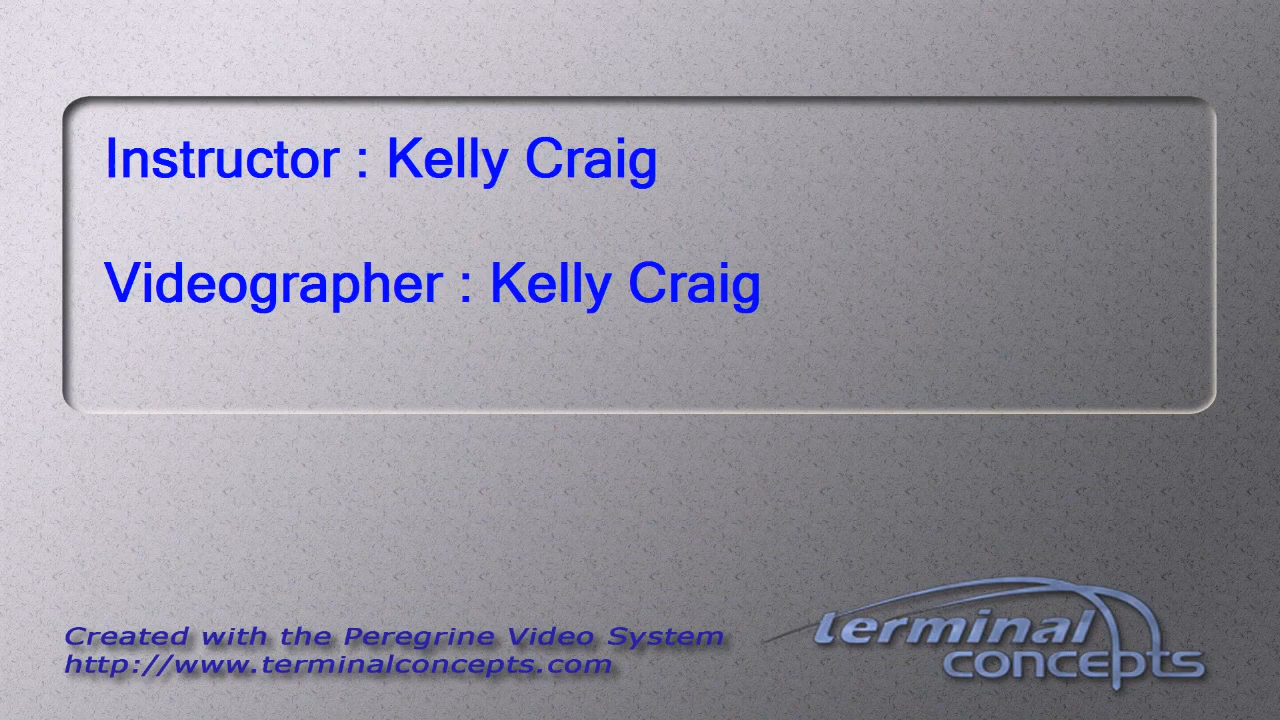 Instructor : Kelly Craig
Videographer : Kelly Craig
Created with the Peregrine Video System
http://www.terminalconcepts.com
terminal
concepts